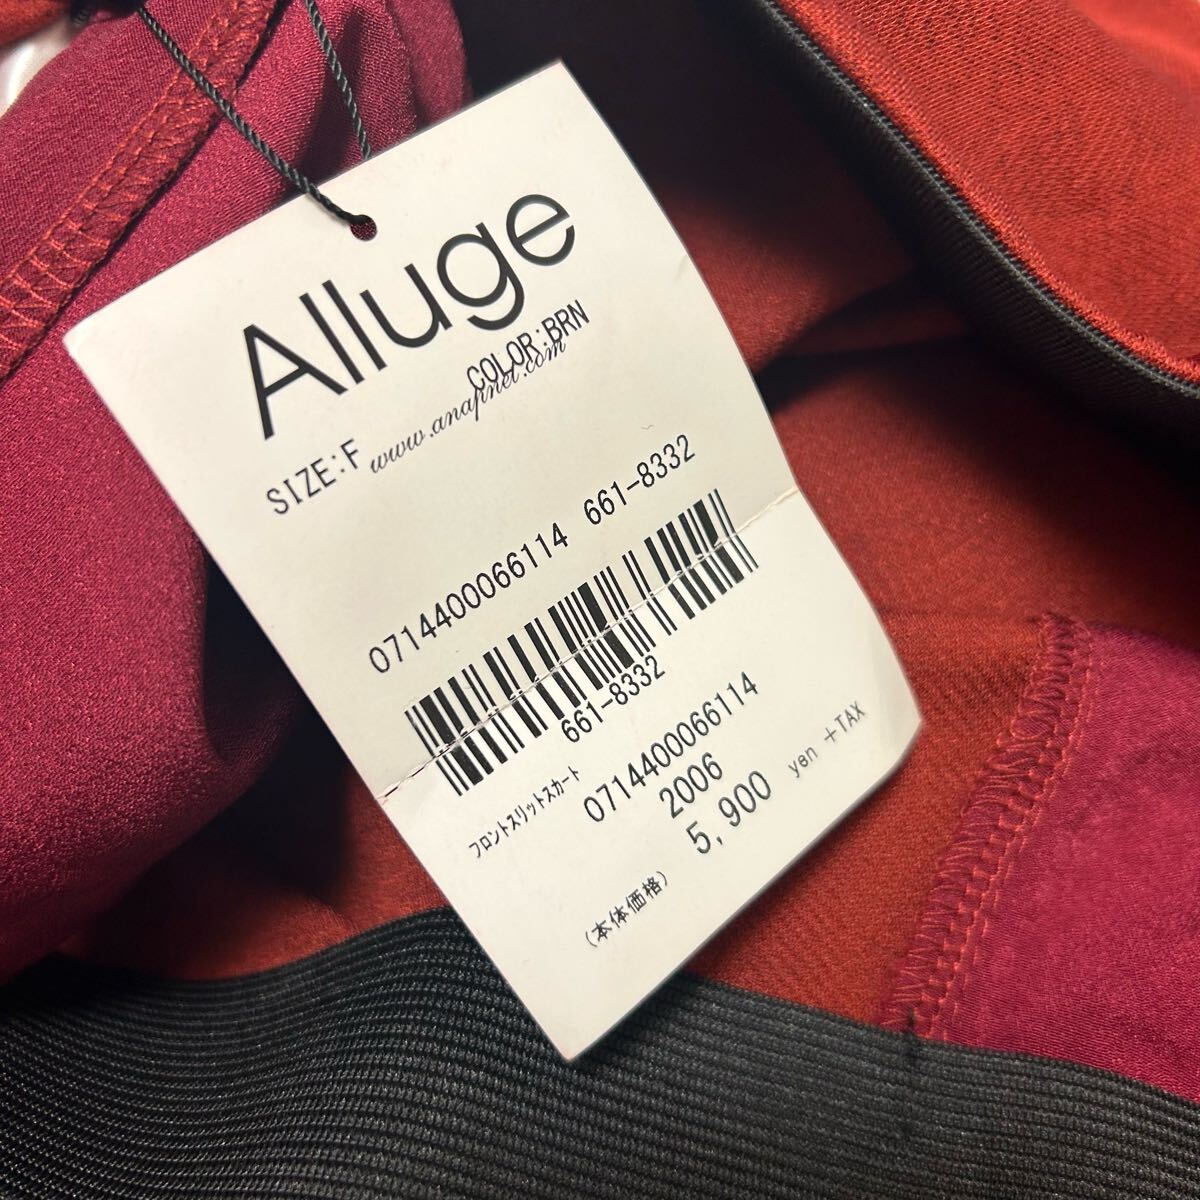 Alluge
COLOR:BRN
www.anapnet.com
SIZE:F
0714400066114 661-8332
661-8332
フロントスリットスカート
0714400066114
2006
5,900 yen +TAX
(本体価格)